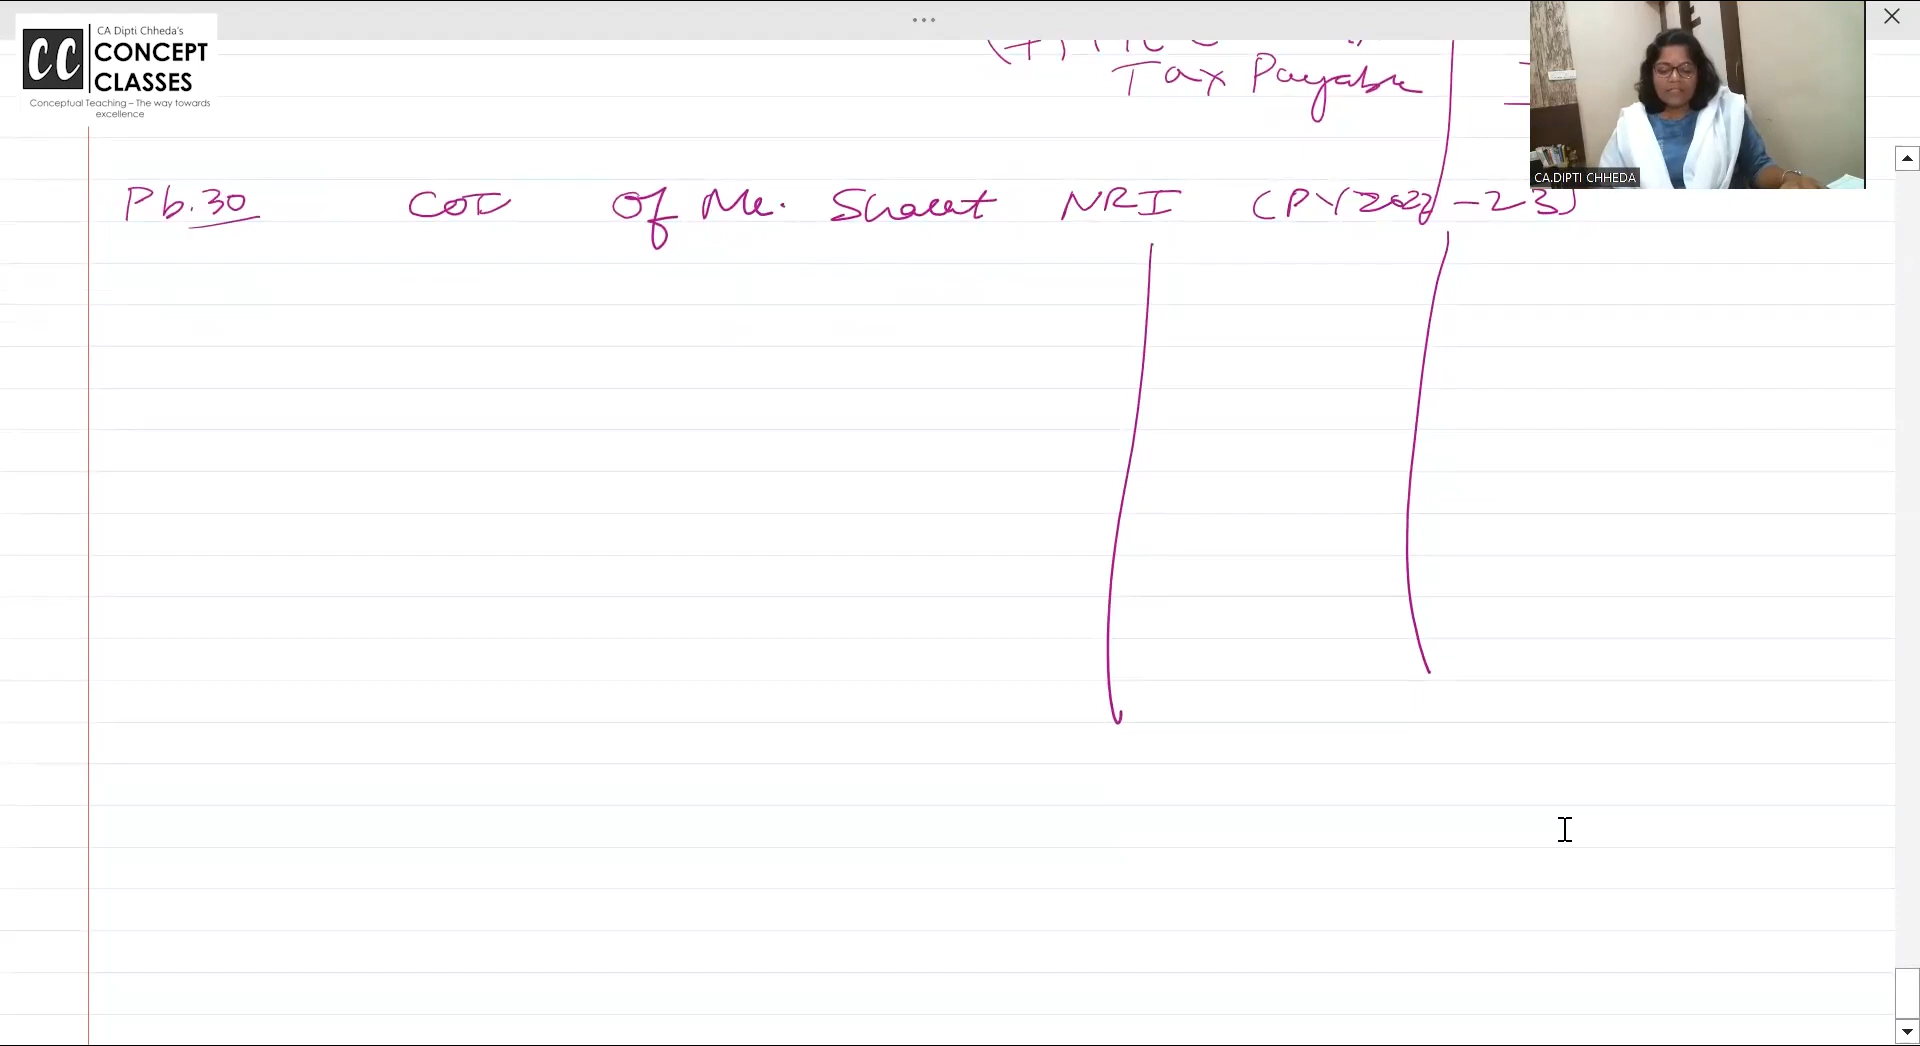 CA Dipti Chheda's
CC CONCEPT
CLASSES
Conceptual Teaching – The way towards
excellence
Tax Payable
CA.DIPTI CHHEDA
Pb.30 COI Of Mr. Sharat NRI (PY 2022-23)